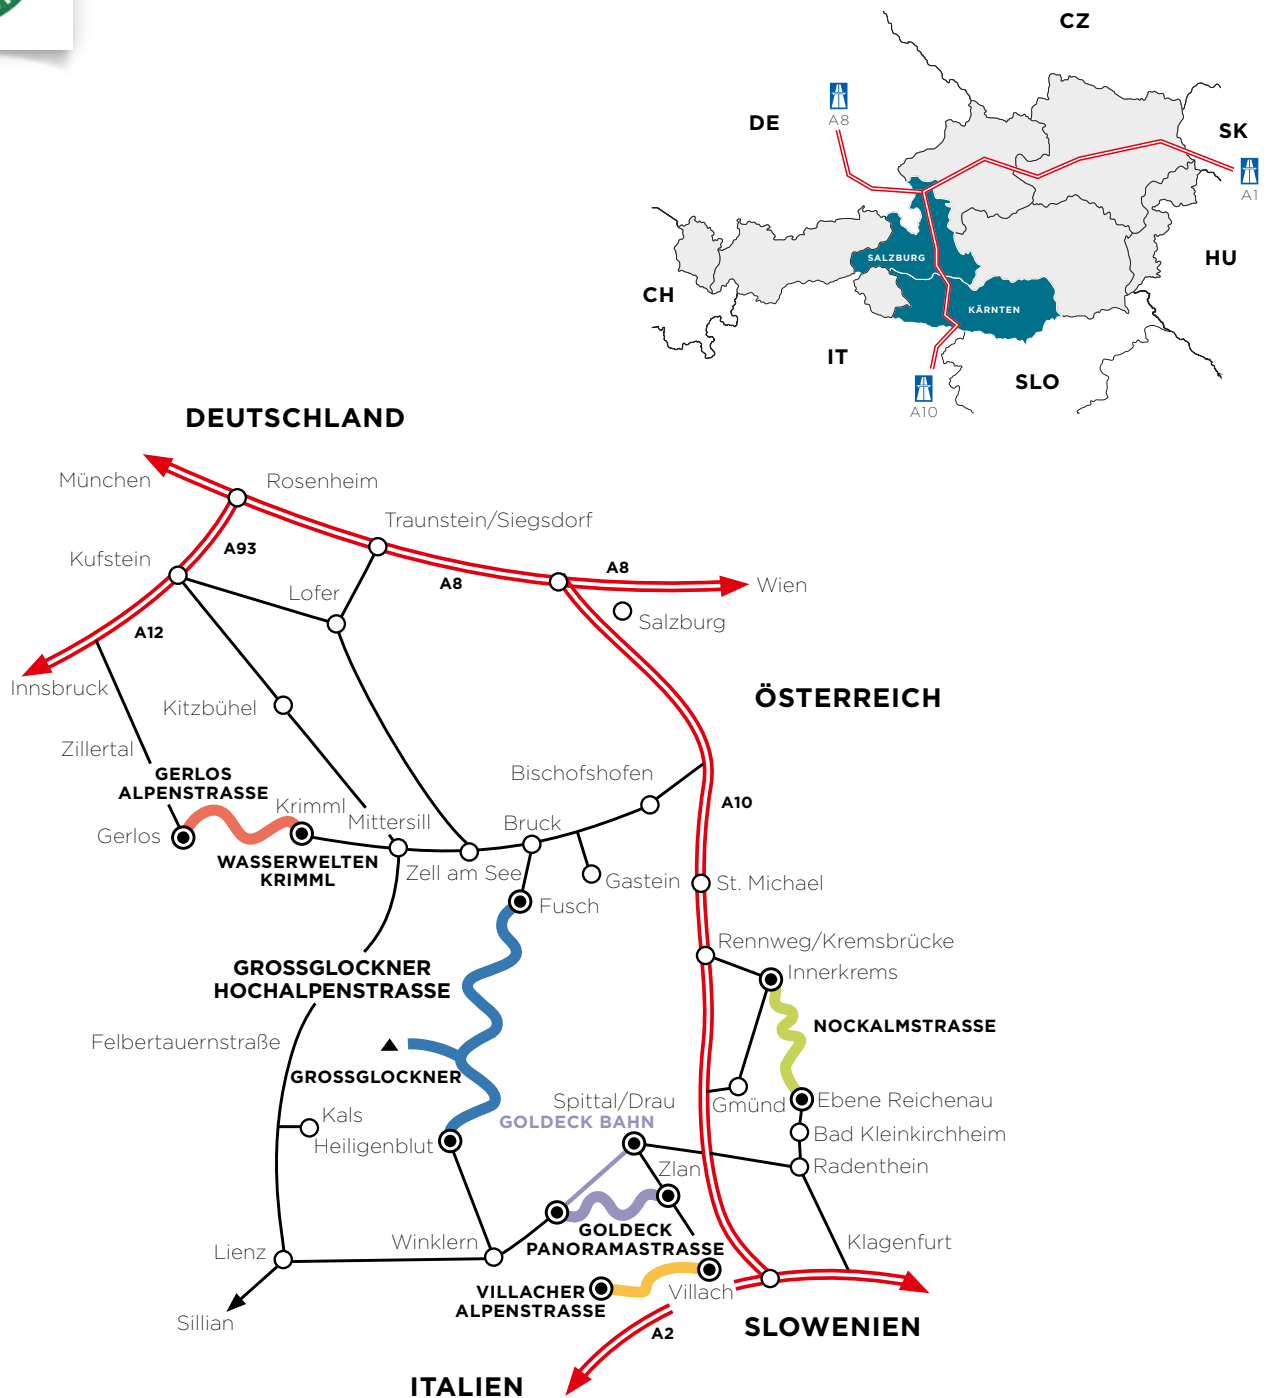 CZ
DE
A8
SK
A1
HU
SALZBURG
CH
KÄRNTEN
IT
SLO
A10
DEUTSCHLAND
München
Rosenheim
Traunstein/Siegsdorf
Kufstein
A93
A8
A8
Wien
Lofer
Salzburg
A12
Innsbruck
ÖSTERREICH
Kitzbühel
Zillertal
GERLOS
ALPENSTRASSE
Bischofshofen
A10
Krimml
Mittersill
Bruck
Gerlos
WASSERWELTEN
KRIMML
Zell am See
Gastein
St. Michael
Fusch
Rennweg/Kremsbrücke
GROSSGLOCKNER
HOCHALPENSTRASSE
Innerkrems
NOCKALMSTRASSE
Felbertauernstraße
GROSSGLOCKNER
Spittal/Drau
GOLDECK BAHN
Gmünd
Ebene Reichenau
Kals
Heiligenblut
Bad Kleinkirchheim
Zlan
Radenthein
GOLDECK
PANORAMASTRASSE
Winklern
Lienz
Klagenfurt
VILLACHER
ALPENSTRASSE
Villach
Sillian
A2
SLOWENIEN
ITALIEN